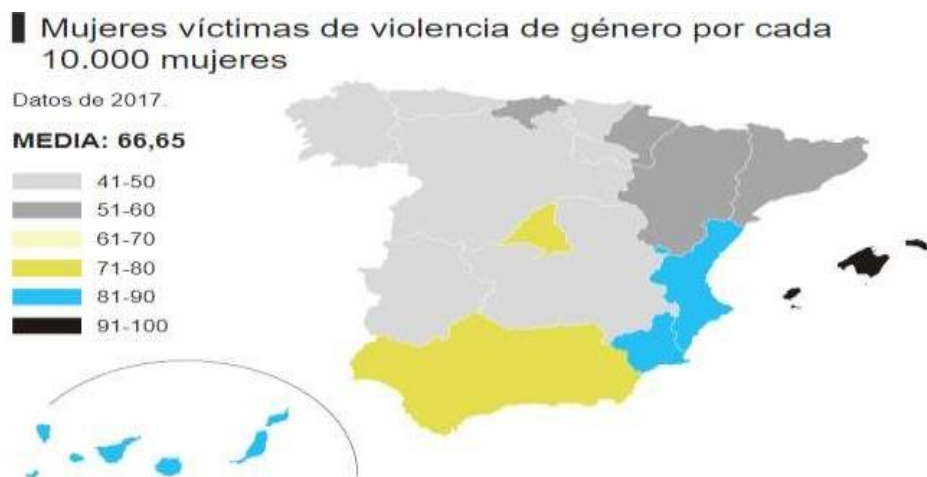 Mujeres víctimas de violencia de género por cada
10.000 mujeres
Datos de 2017.
MEDIA: 66,65
41-50
51-60
61-70
71-80
81-90
91-100